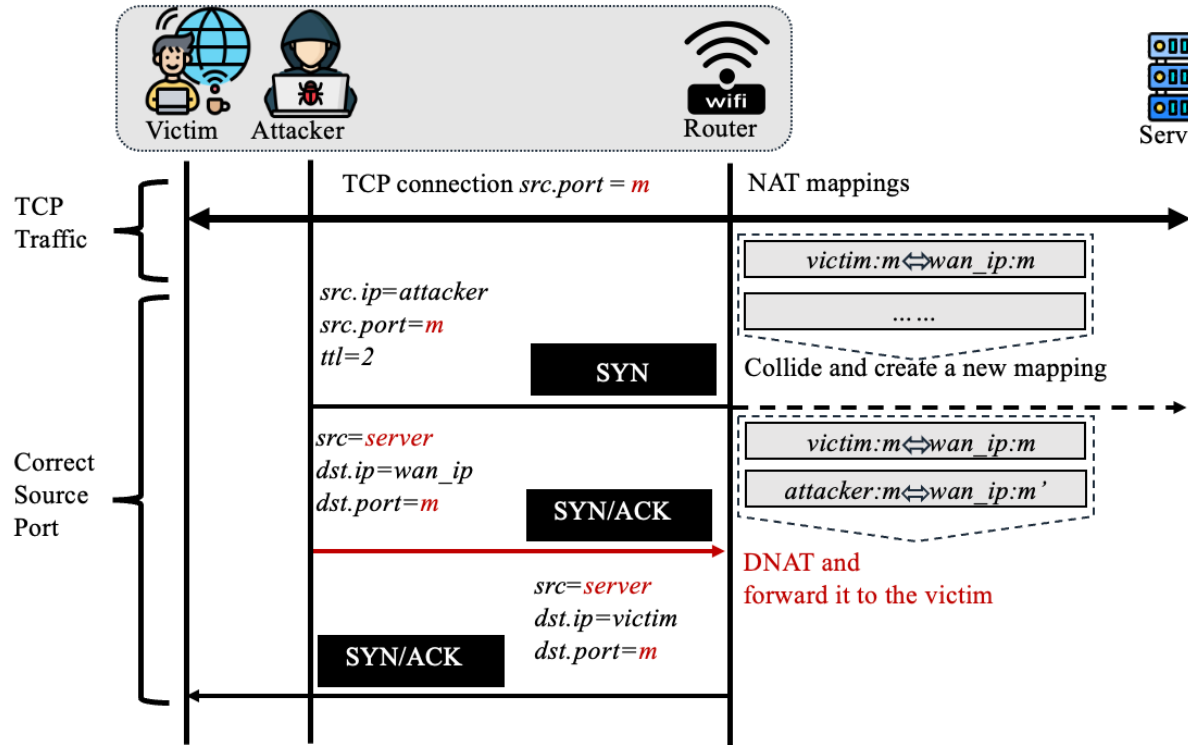 wifi
Victim
Attacker
Router
Serv
TCP
Traffic
TCP connection src.port = m
NAT mappings
victim:m⇔wan_ip:m
... ...
src.ip=attacker
src.port=m
ttl=2
SYN
Collide and create a new mapping
Correct
Source
Port
src=server
dst.ip=wan_ip
dst.port=m
SYN/ACK
victim:m⇔wan_ip:m
attacker:m⇔wan_ip:m’
DNAT and
forward it to the victim
src=server
dst.ip=victim
dst.port=m
SYN/ACK